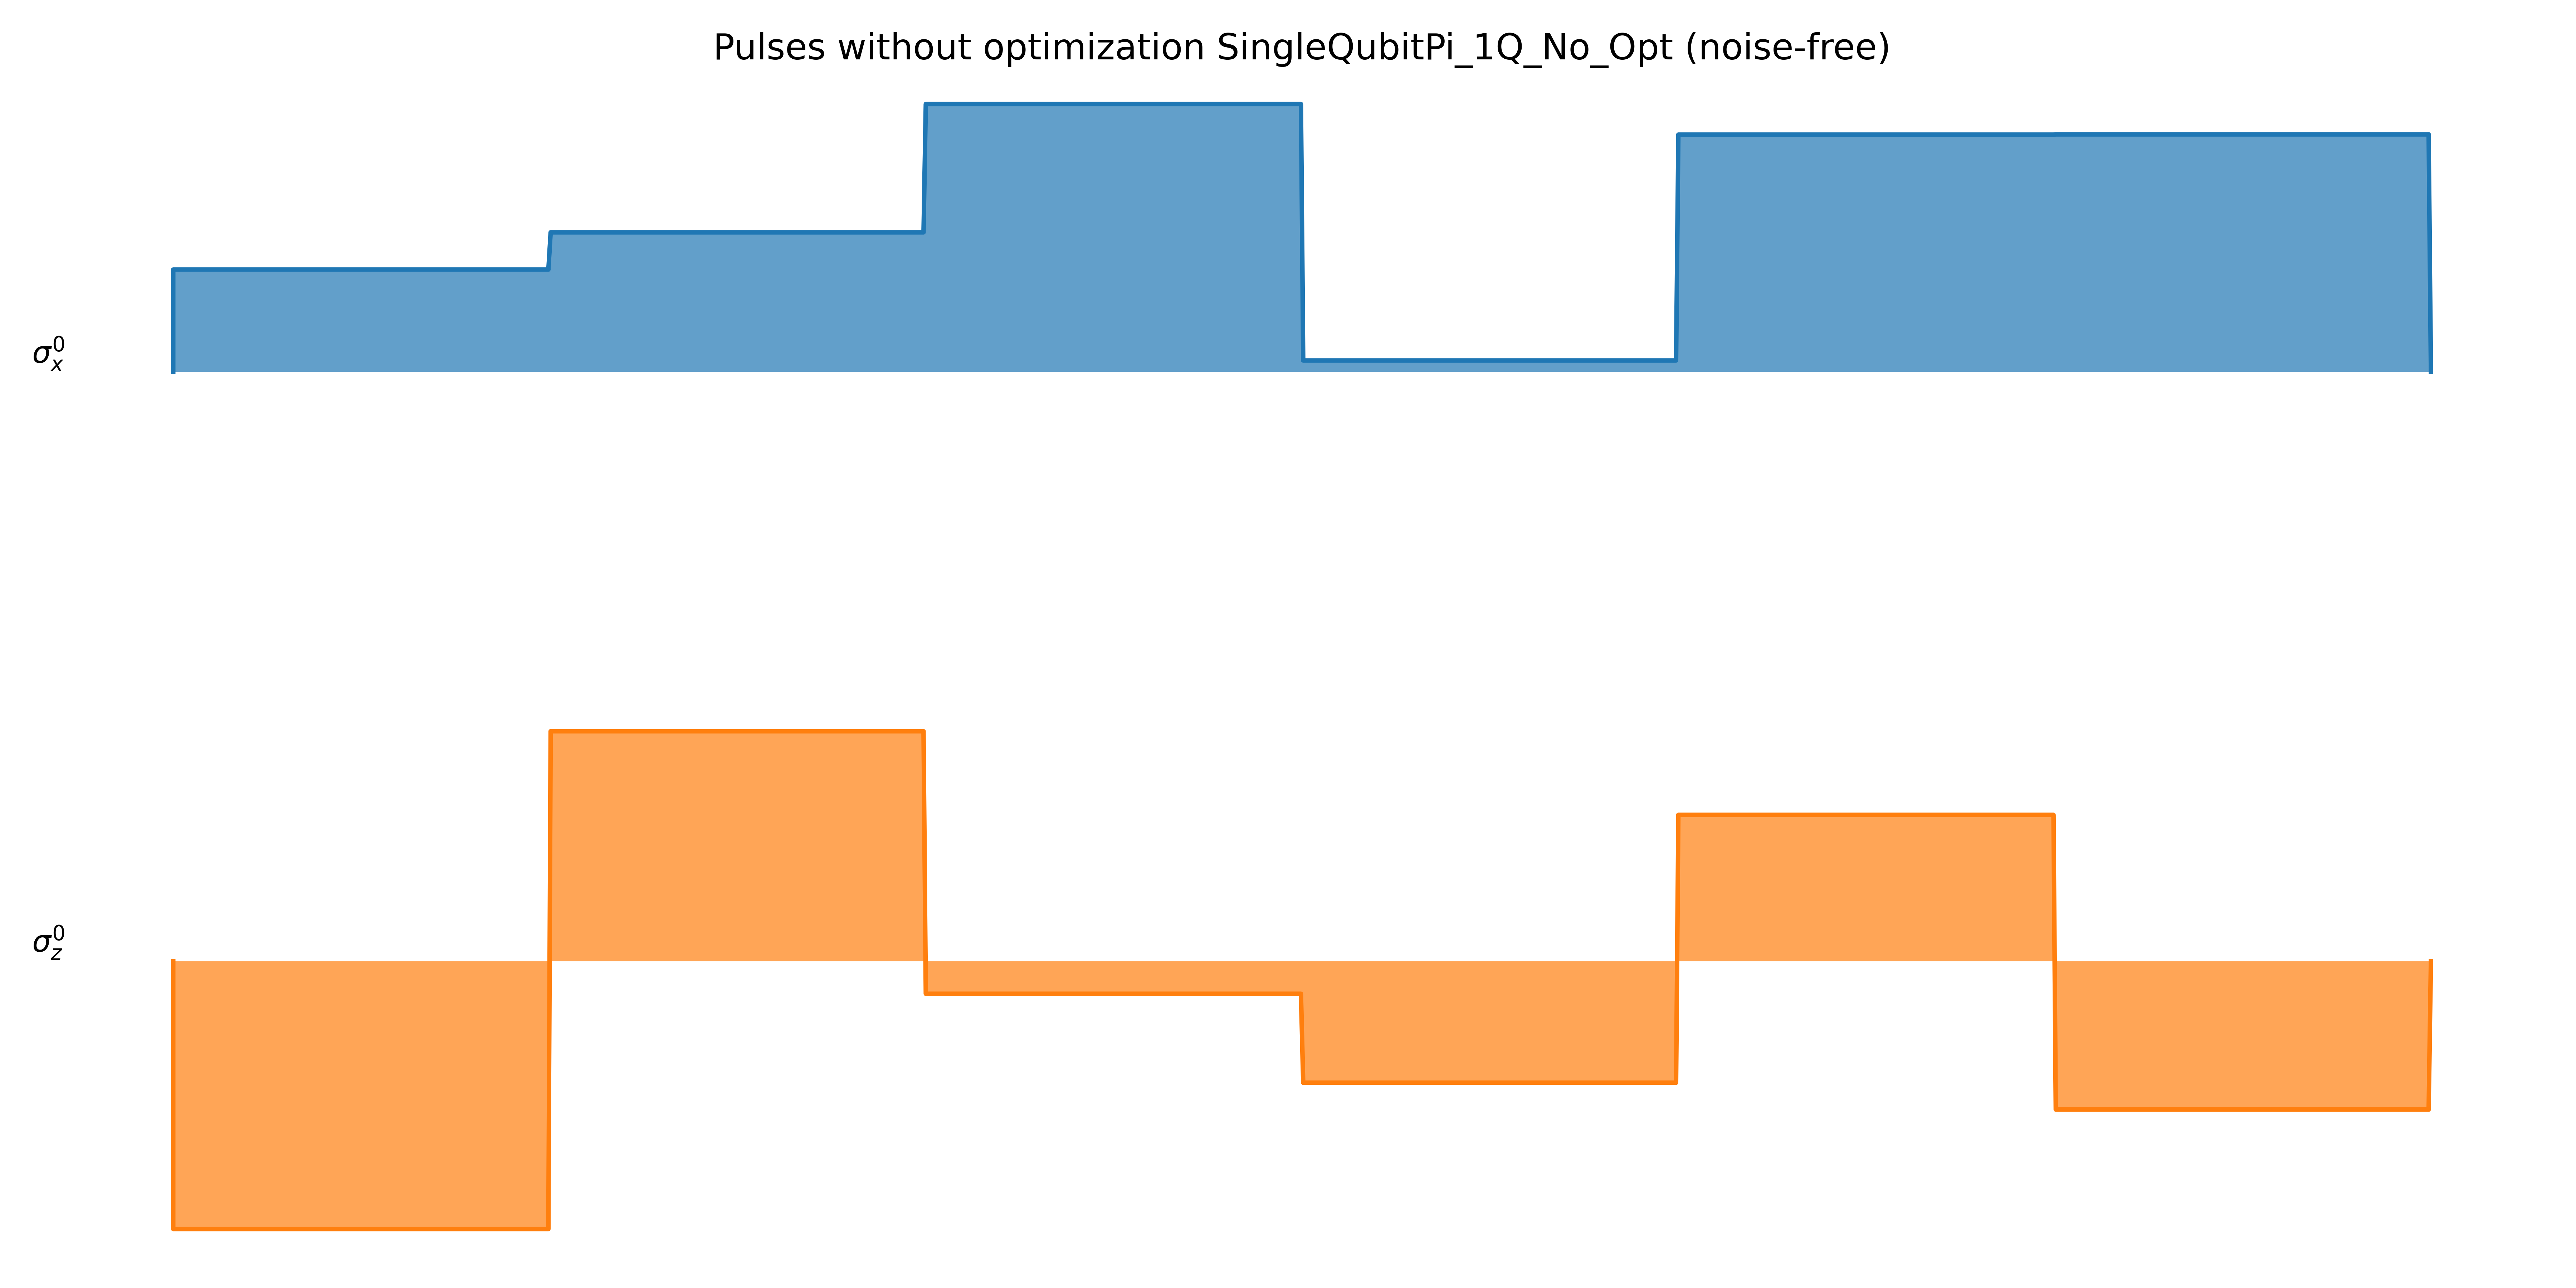 Pulses without optimization SingleQubitPi_1Q_No_Opt (noise-free)
σ_x^0
σ_z^0